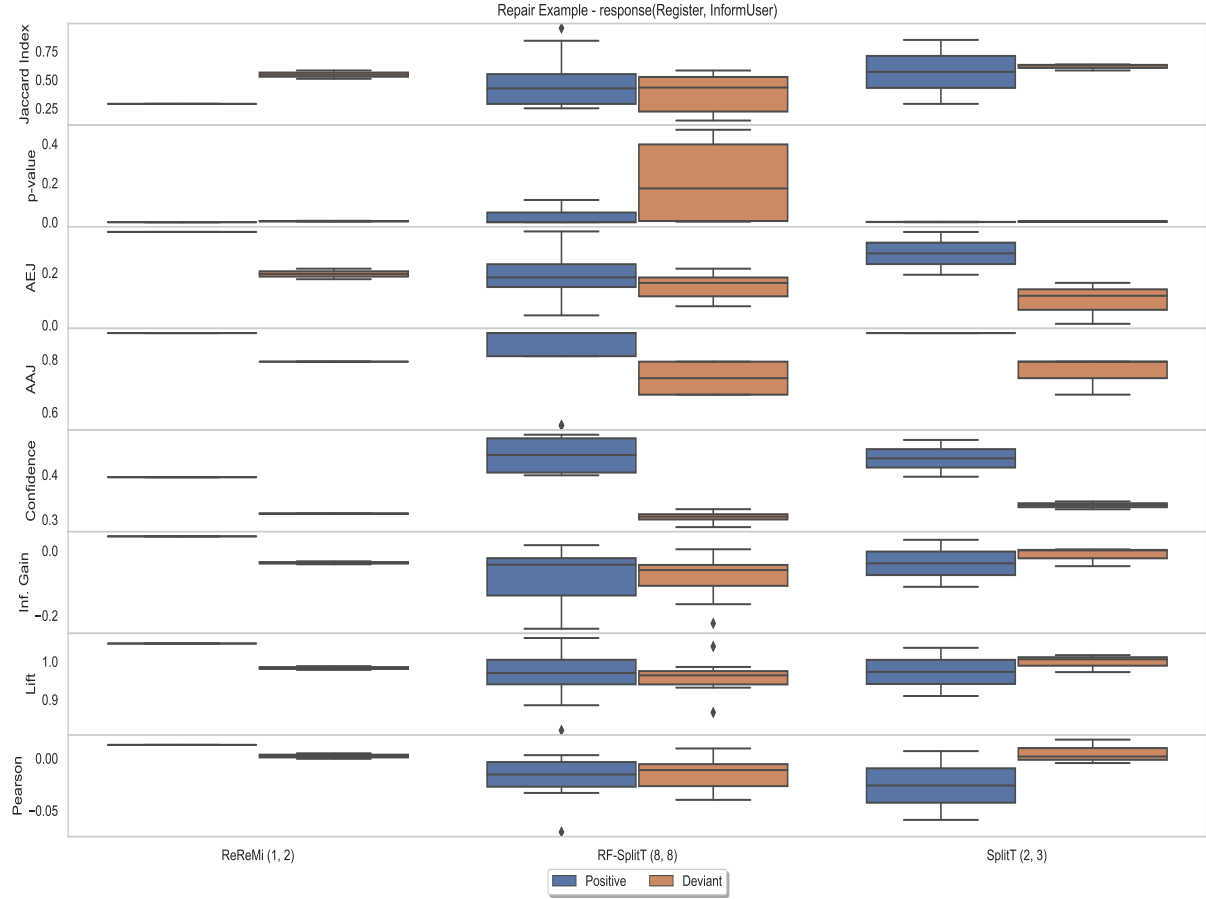 Repair Example - response(Register, InformUser)
Jaccard Index
0.75
0.50
0.25
p-value
0.4
0.2
0.0
AEJ
0.2
0.0
AAJ
0.8
0.6
Confidence
0.4
0.3
Inf. Gain
0.0
−0.2
Lift
1.0
0.9
Pearson
0.00
−0.05
ReReMi (1, 2)
RF-SplitT (8, 8)
SplitT (2, 3)
Positive
Deviant